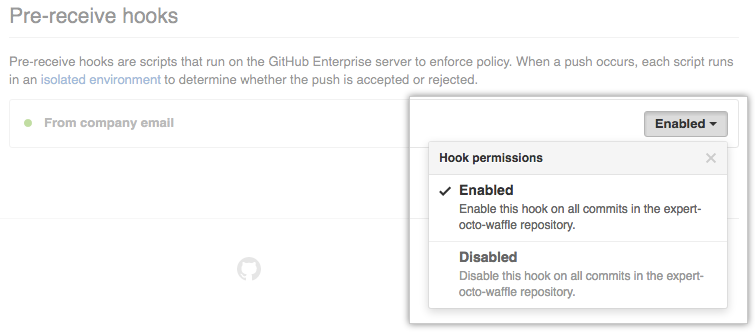 Pre-receive hooks
Pre-receive hooks are scripts that run on the GitHub Enterprise server to enforce policy. When a push occurs, each script runs
in an isolated environment to determine whether the push is accepted or rejected.
From company email
Enabled
Hook permissions
Enabled
Enable this hook on all commits in the expert-
octo-waffle repository.
Disabled
Disable this hook on all commits in the expert-
octo-waffle repository.